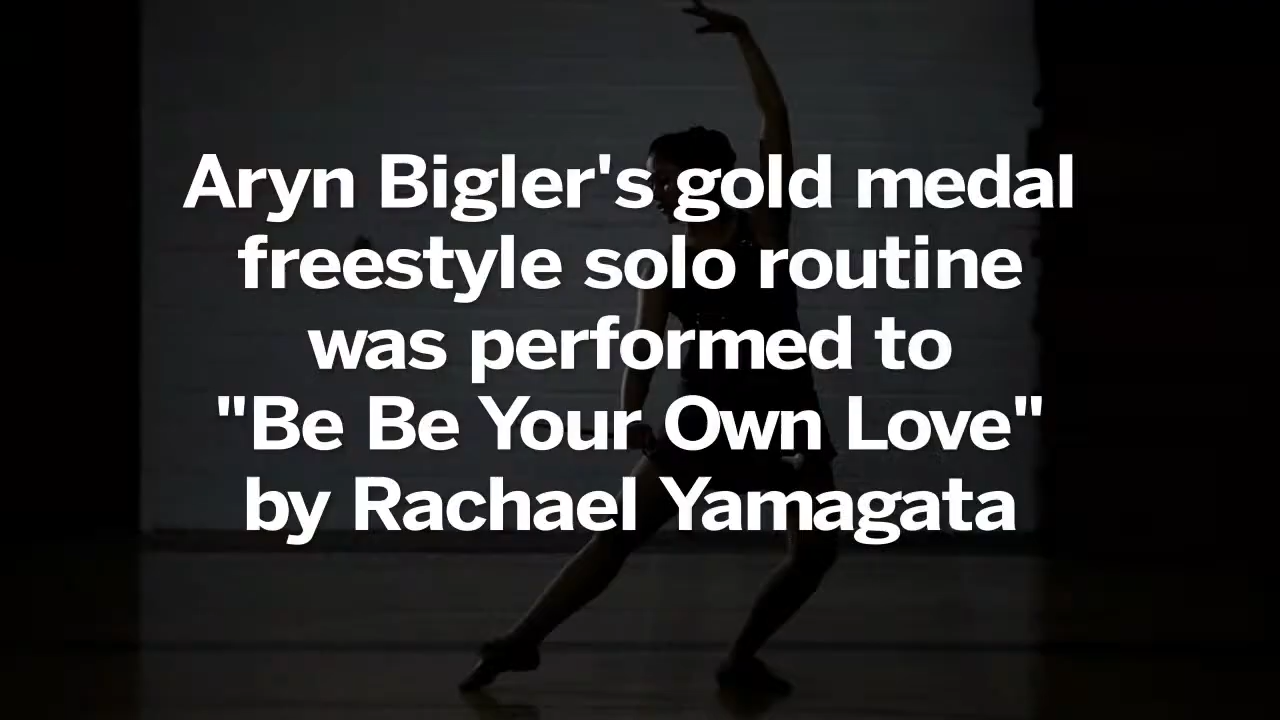 Aryn Bigler's gold medal
freestyle solo routine
was performed to
"Be Be Your Own Love"
by Rachael Yamagata